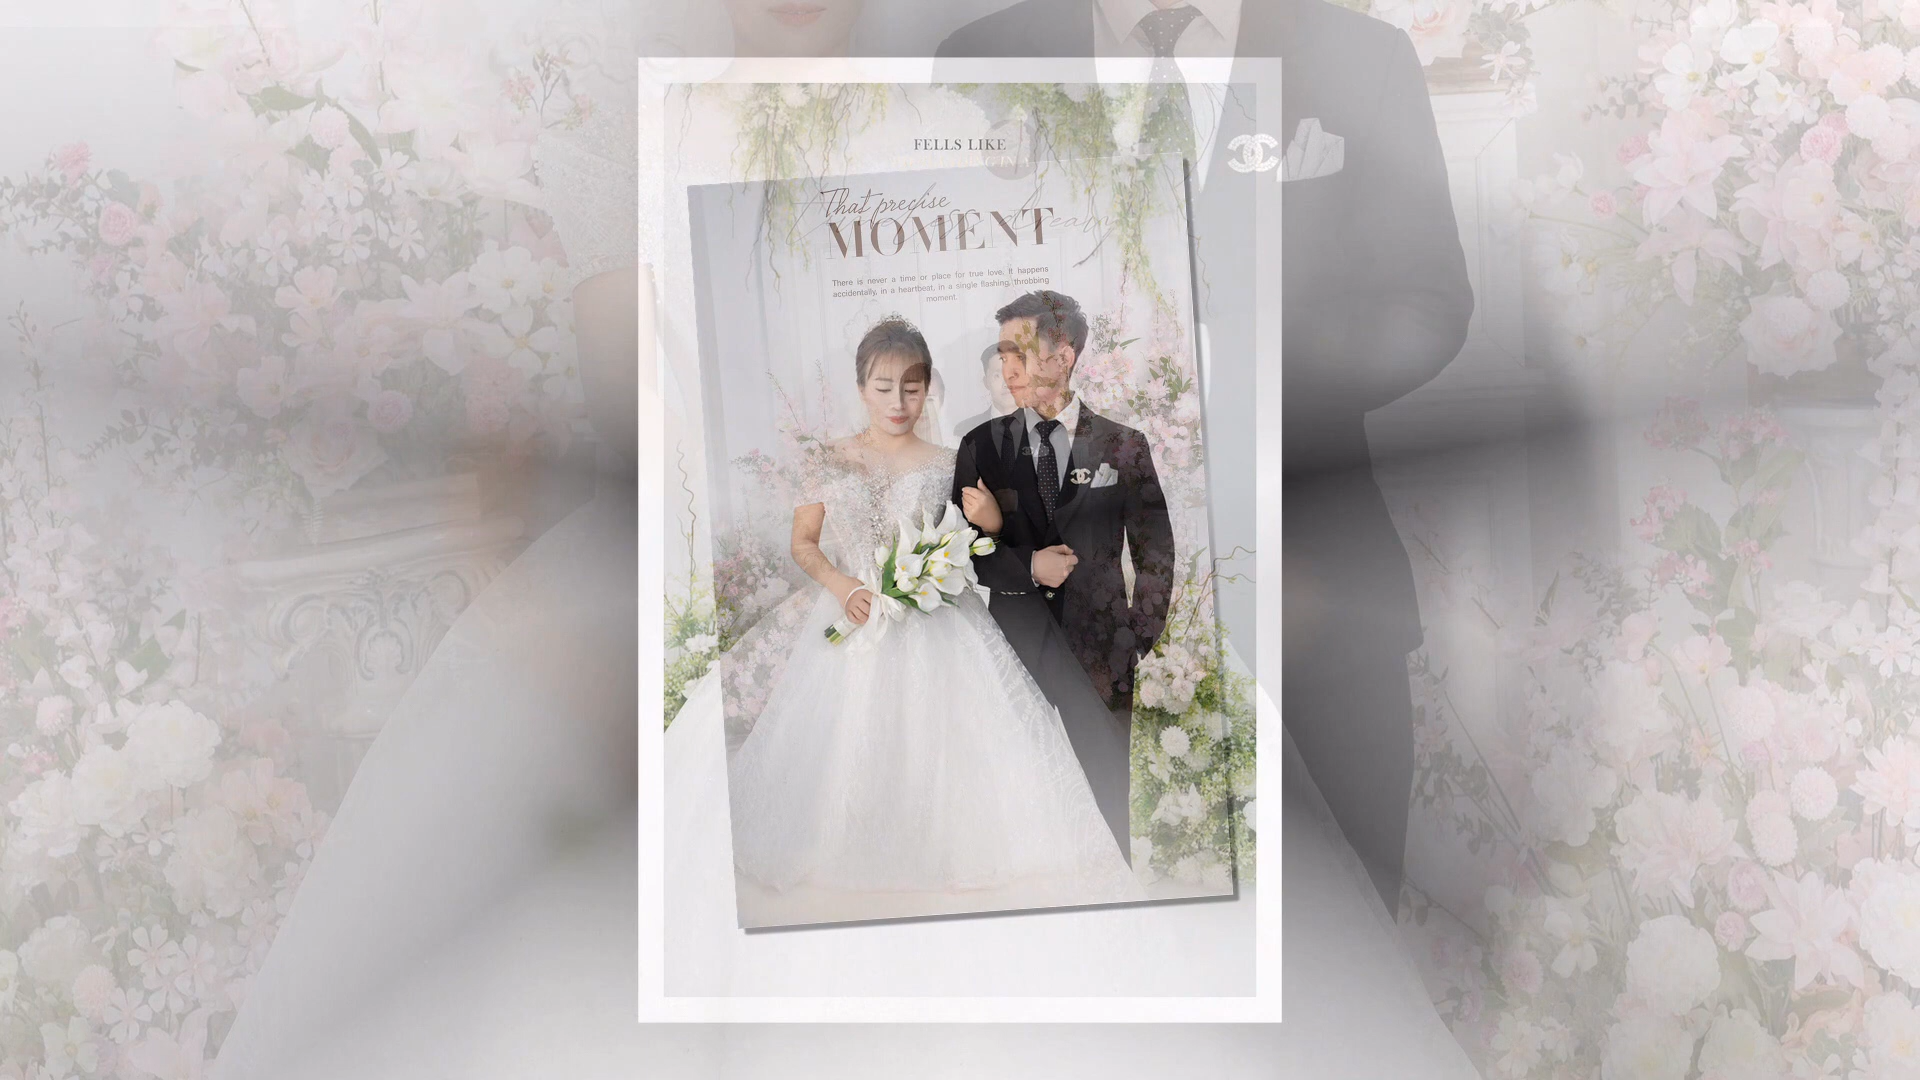 FELLS LIKE
That precise
MOMENT
There is never a time or place for true love. It happens
accidentally, in a heartbeat, in a single flashing, throbbing
moment.